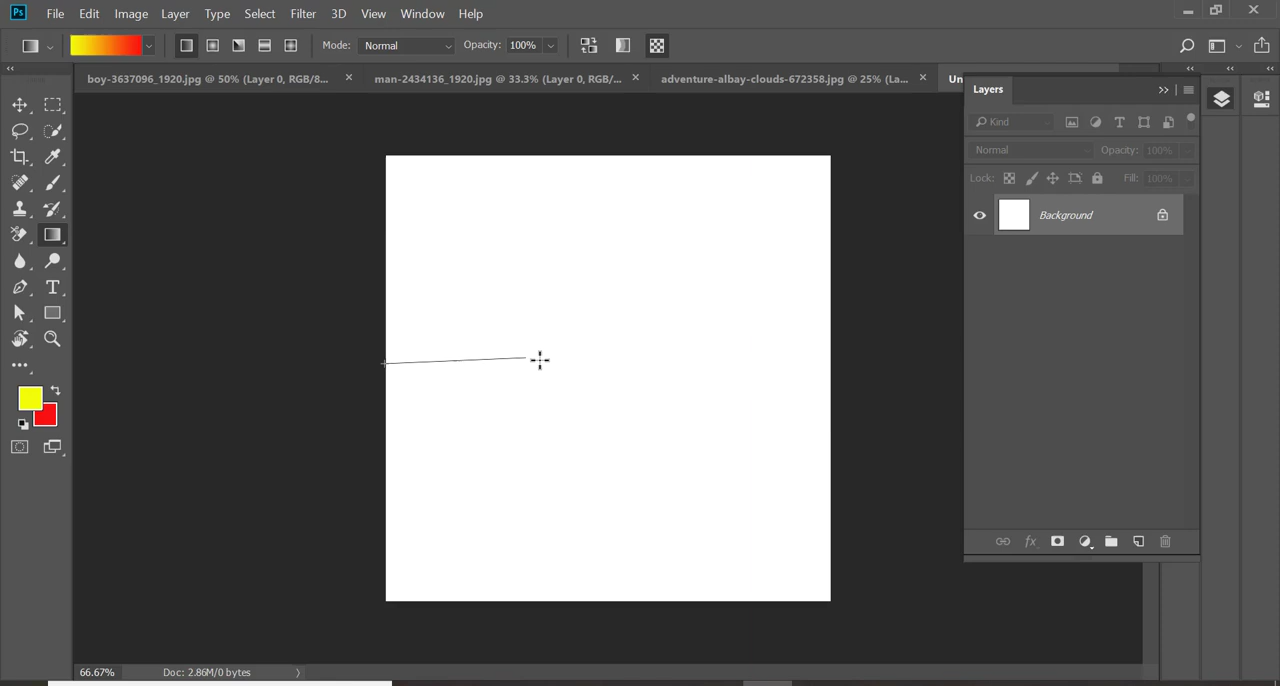 Ps File Edit Image Layer Type Select Filter 3D View Window Help
Mode: Normal Opacity: 100%
boy-3637096_1920.jpg @ 50% (Layer 0, RGB/8... × man-2434136_1920.jpg @ 33.3% (Layer 0, RGB/... × adventure-albay-clouds-672358.jpg @ 25% (La... × Un
Layers
Kind
Normal Opacity: 100%
Lock: Fill: 100%
Background
fx
T
66.67% Doc: 2.86M/0 bytes